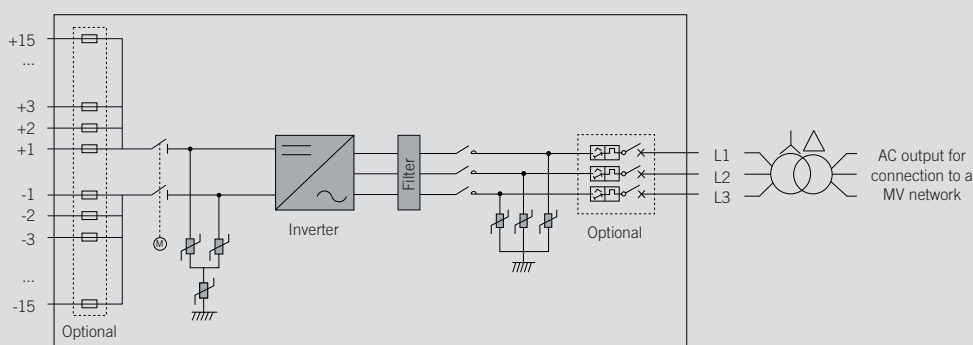 +15
...
+3
+2
+1
-1
-2
-3
...
-15
Optional
M
Inverter
Filter
Optional
L1
L2
L3
AC output for
connection to a
MV network